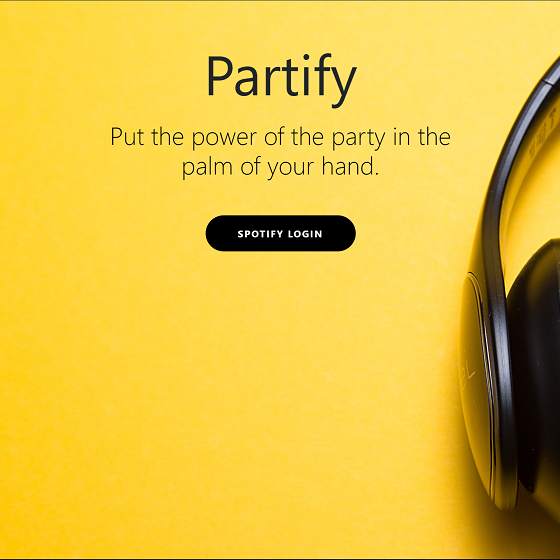 Partify
Put the power of the party in the
palm of your hand.
SPOTIFY LOGIN